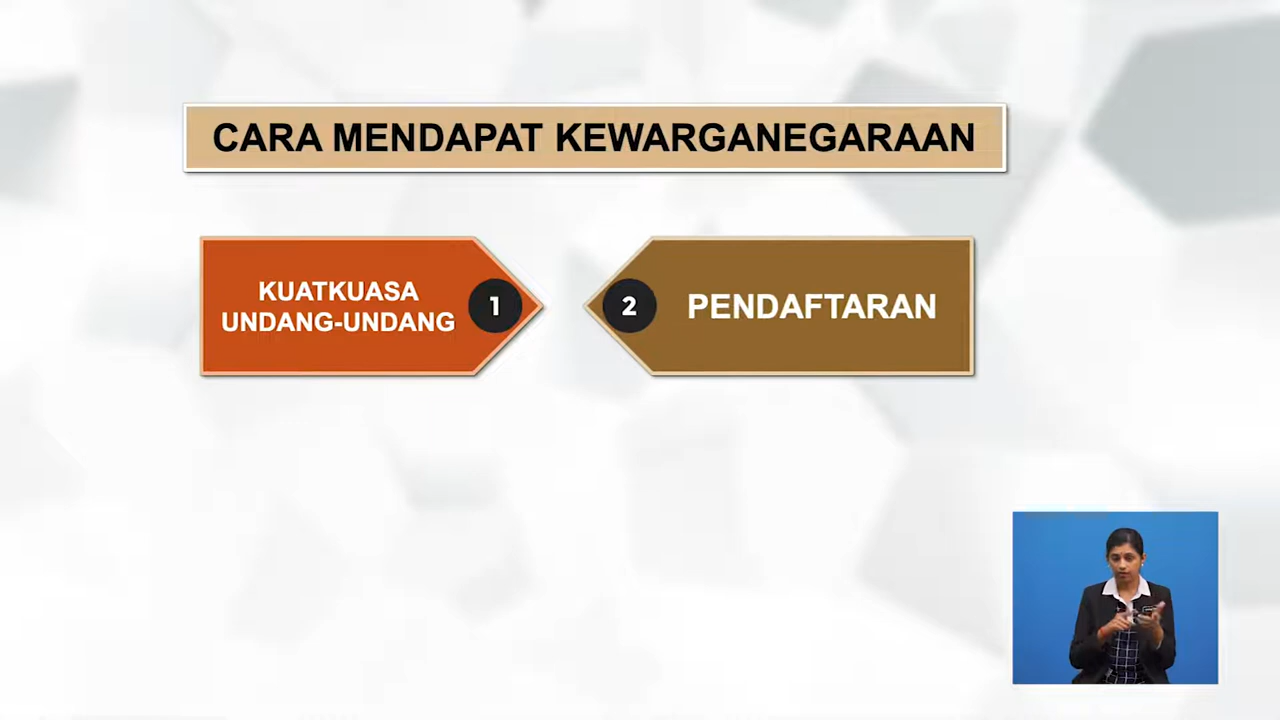 CARA MENDAPAT KEWARGANEGARAAN
KUATKUASA
UNDANG-UNDANG
1
2
PENDAFTARAN